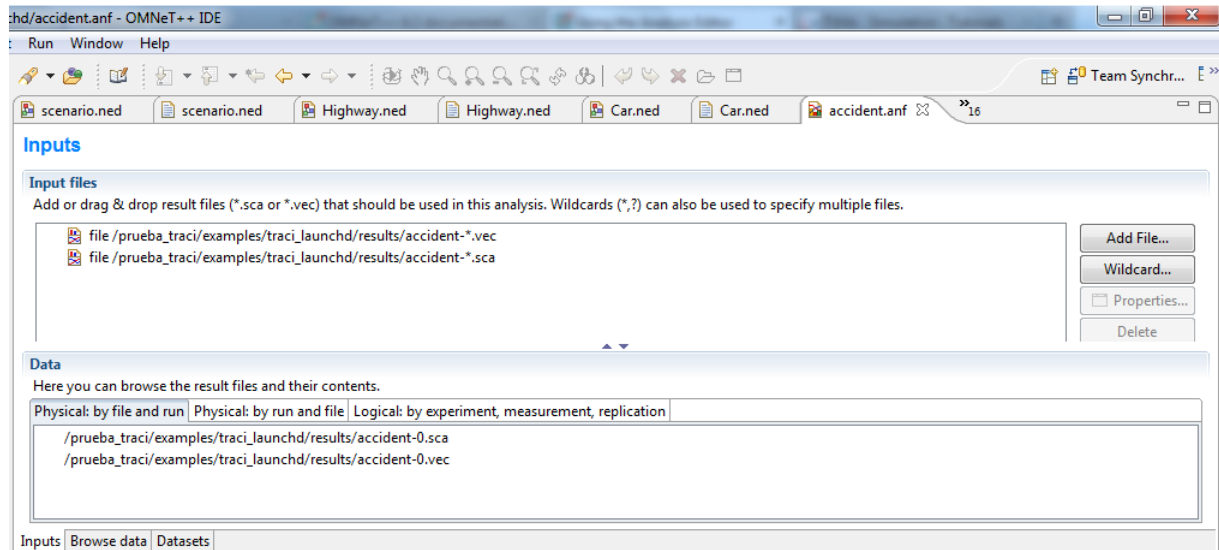 hd/accident.anf - OMNeT++ IDE
Run Window Help
Team Synchr...
scenario.ned scenario.ned Highway.ned Highway.ned Car.ned Car.ned accident.anf »16
Inputs
Input files
Add or drag & drop result files (*.sca or *.vec) that should be used in this analysis. Wildcards (*,?) can also be used to specify multiple files.
file /prueba_traci/examples/traci_launchd/results/accident-*.vec
file /prueba_traci/examples/traci_launchd/results/accident-*.sca
Add File...
Wildcard...
Properties...
Delete
Data
Here you can browse the result files and their contents.
Physical: by file and run Physical: by run and file Logical: by experiment, measurement, replication
/prueba_traci/examples/traci_launchd/results/accident-0.sca
/prueba_traci/examples/traci_launchd/results/accident-0.vec
Inputs Browse data Datasets